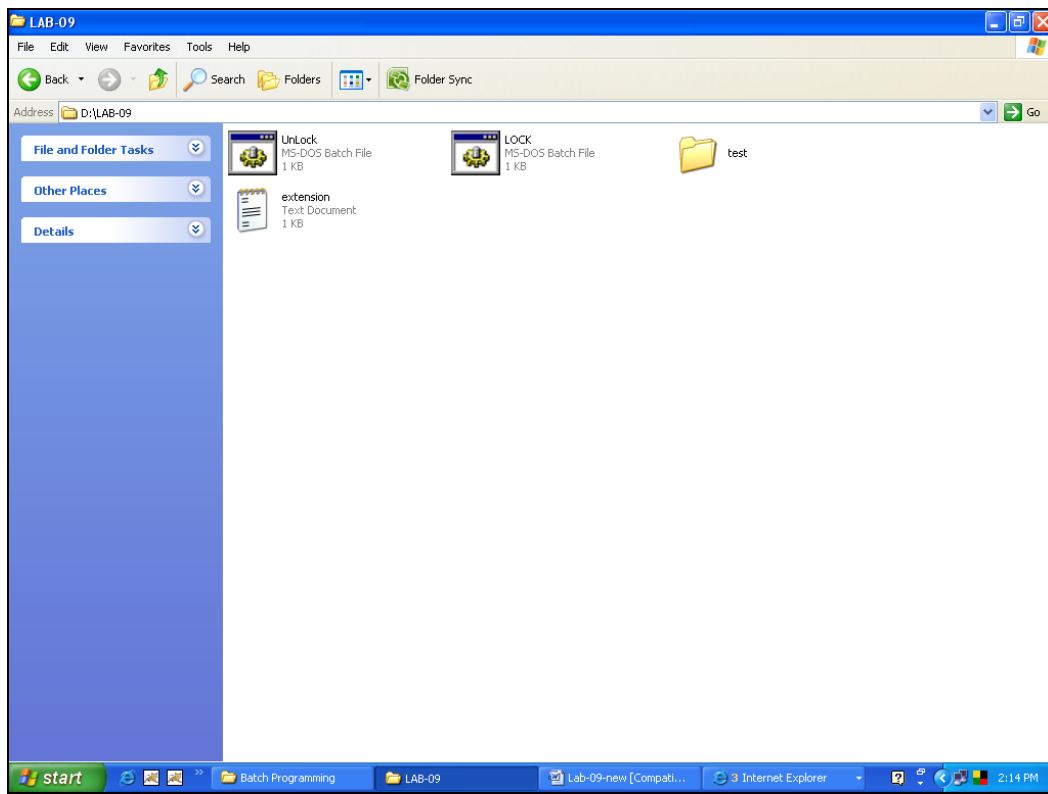 LAB-09
File Edit View Favorites Tools Help
Back Search Folders Folder Sync
Address D:\LAB-09 Go
File and Folder Tasks
Other Places
Details
UnLock
MS-DOS Batch File
1 KB
LOCK
MS-DOS Batch File
1 KB
test
extension
Text Document
1 KB
start Batch Programming LAB-09 Lab-09-new [Compati... 3 Internet Explorer 2:14 PM